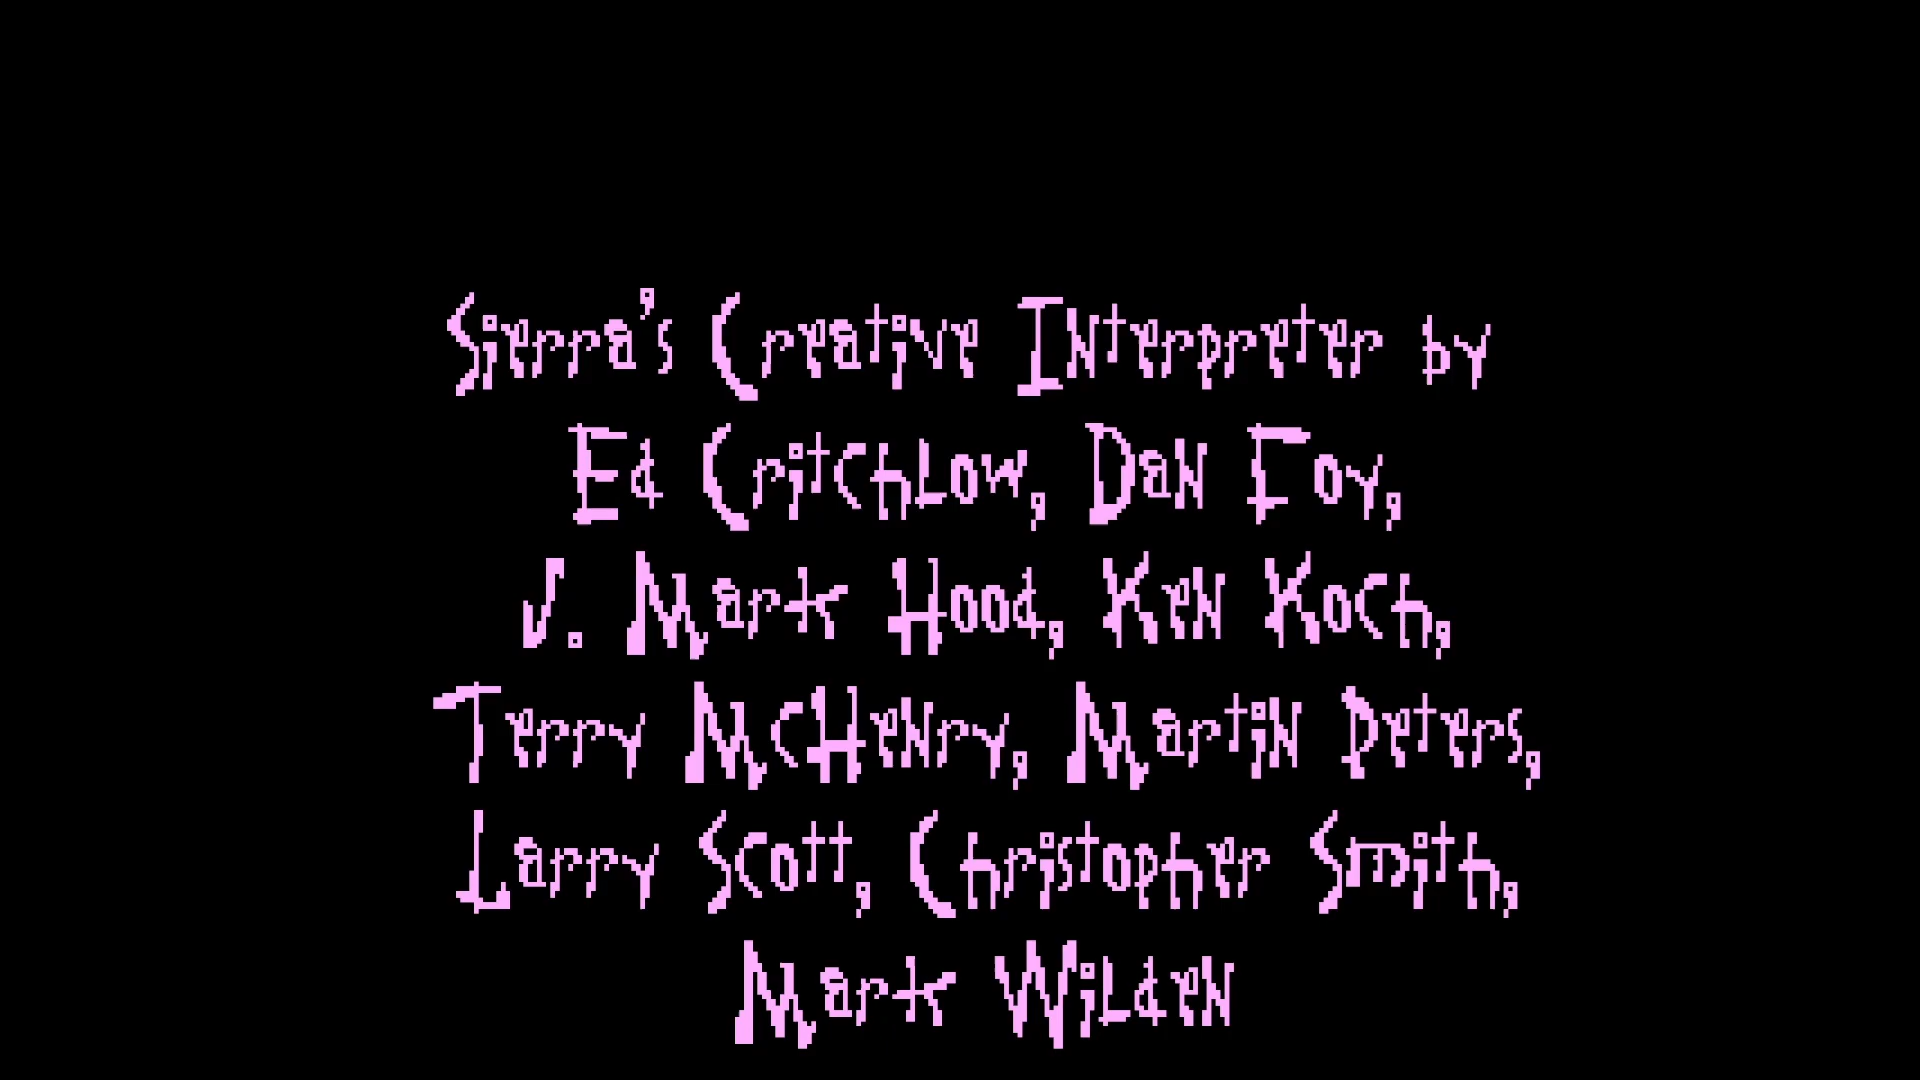 Sierra's Creative Interpreter by
Ed Critchlow, Dan Foy,
J. Mark Hood, Ken Koch,
Terry McHenry, Martin Peters,
Larry Scott, Christopher Smith,
Mark Wilden